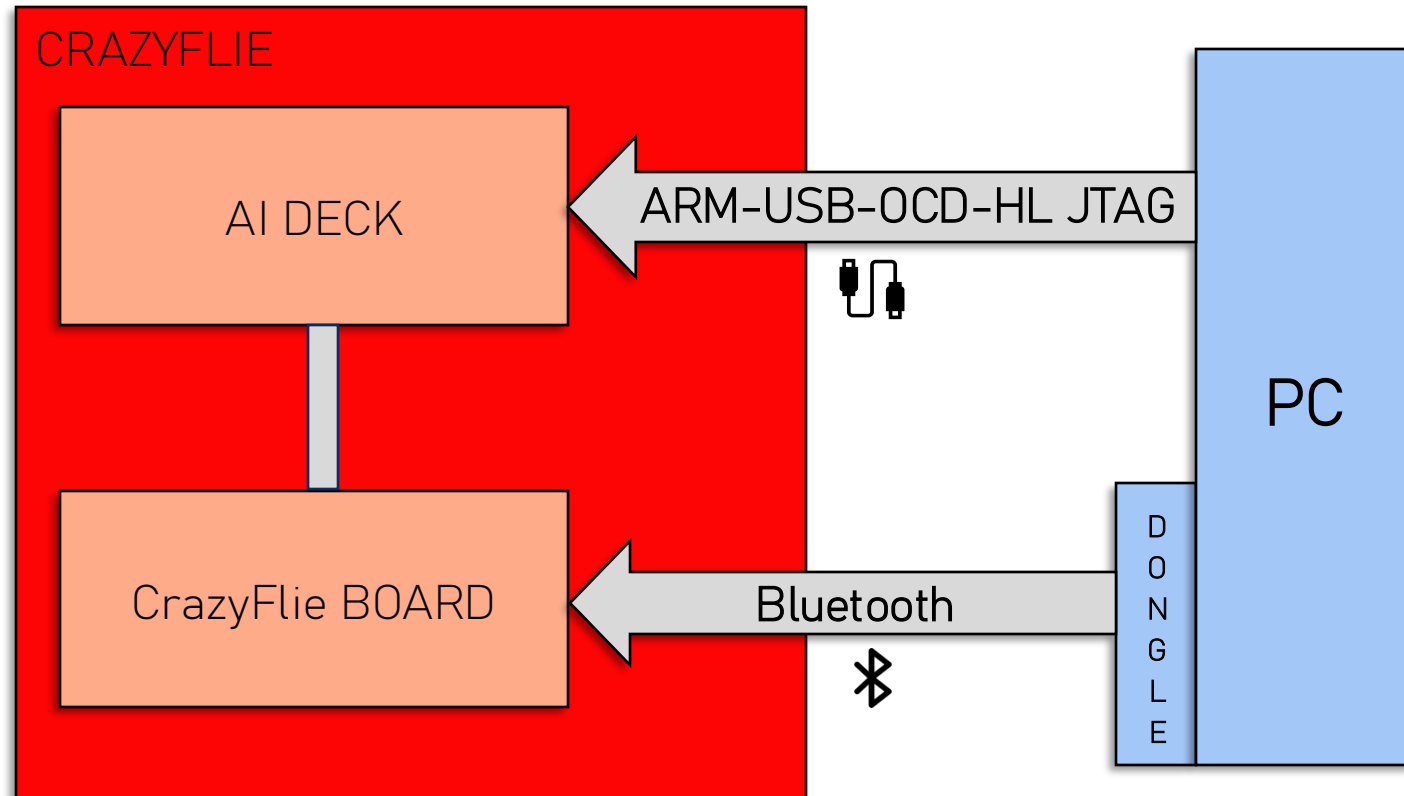 CRAZYFLIE
AI DECK
ARM-USB-OCD-HL JTAG
PC
CrazyFlie BOARD
Bluetooth
D
O
N
G
L
E